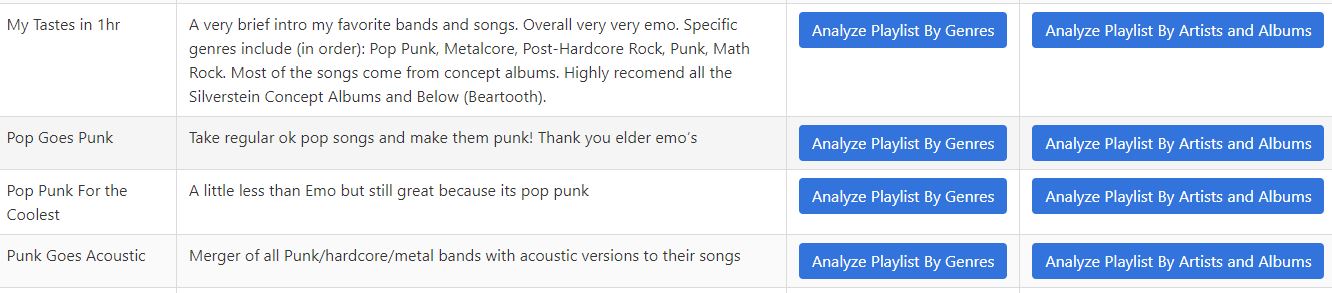 My Tastes in 1hr
A very brief intro my favorite bands and songs. Overall very very emo. Specific
genres include (in order): Pop Punk, Metalcore, Post-Hardcore Rock, Punk, Math
Rock. Most of the songs come from concept albums. Highly recomend all the
Silverstein Concept Albums and Below (Beartooth).
Analyze Playlist By Genres
Analyze Playlist By Artists and Albums
Pop Goes Punk
Take regular ok pop songs and make them punk! Thank you elder emo's
Analyze Playlist By Genres
Analyze Playlist By Artists and Albums
Pop Punk For the
Coolest
A little less than Emo but still great because its pop punk
Analyze Playlist By Genres
Analyze Playlist By Artists and Albums
Punk Goes Acoustic
Merger of all Punk/hardcore/metal bands with acoustic versions to their songs
Analyze Playlist By Genres
Analyze Playlist By Artists and Albums